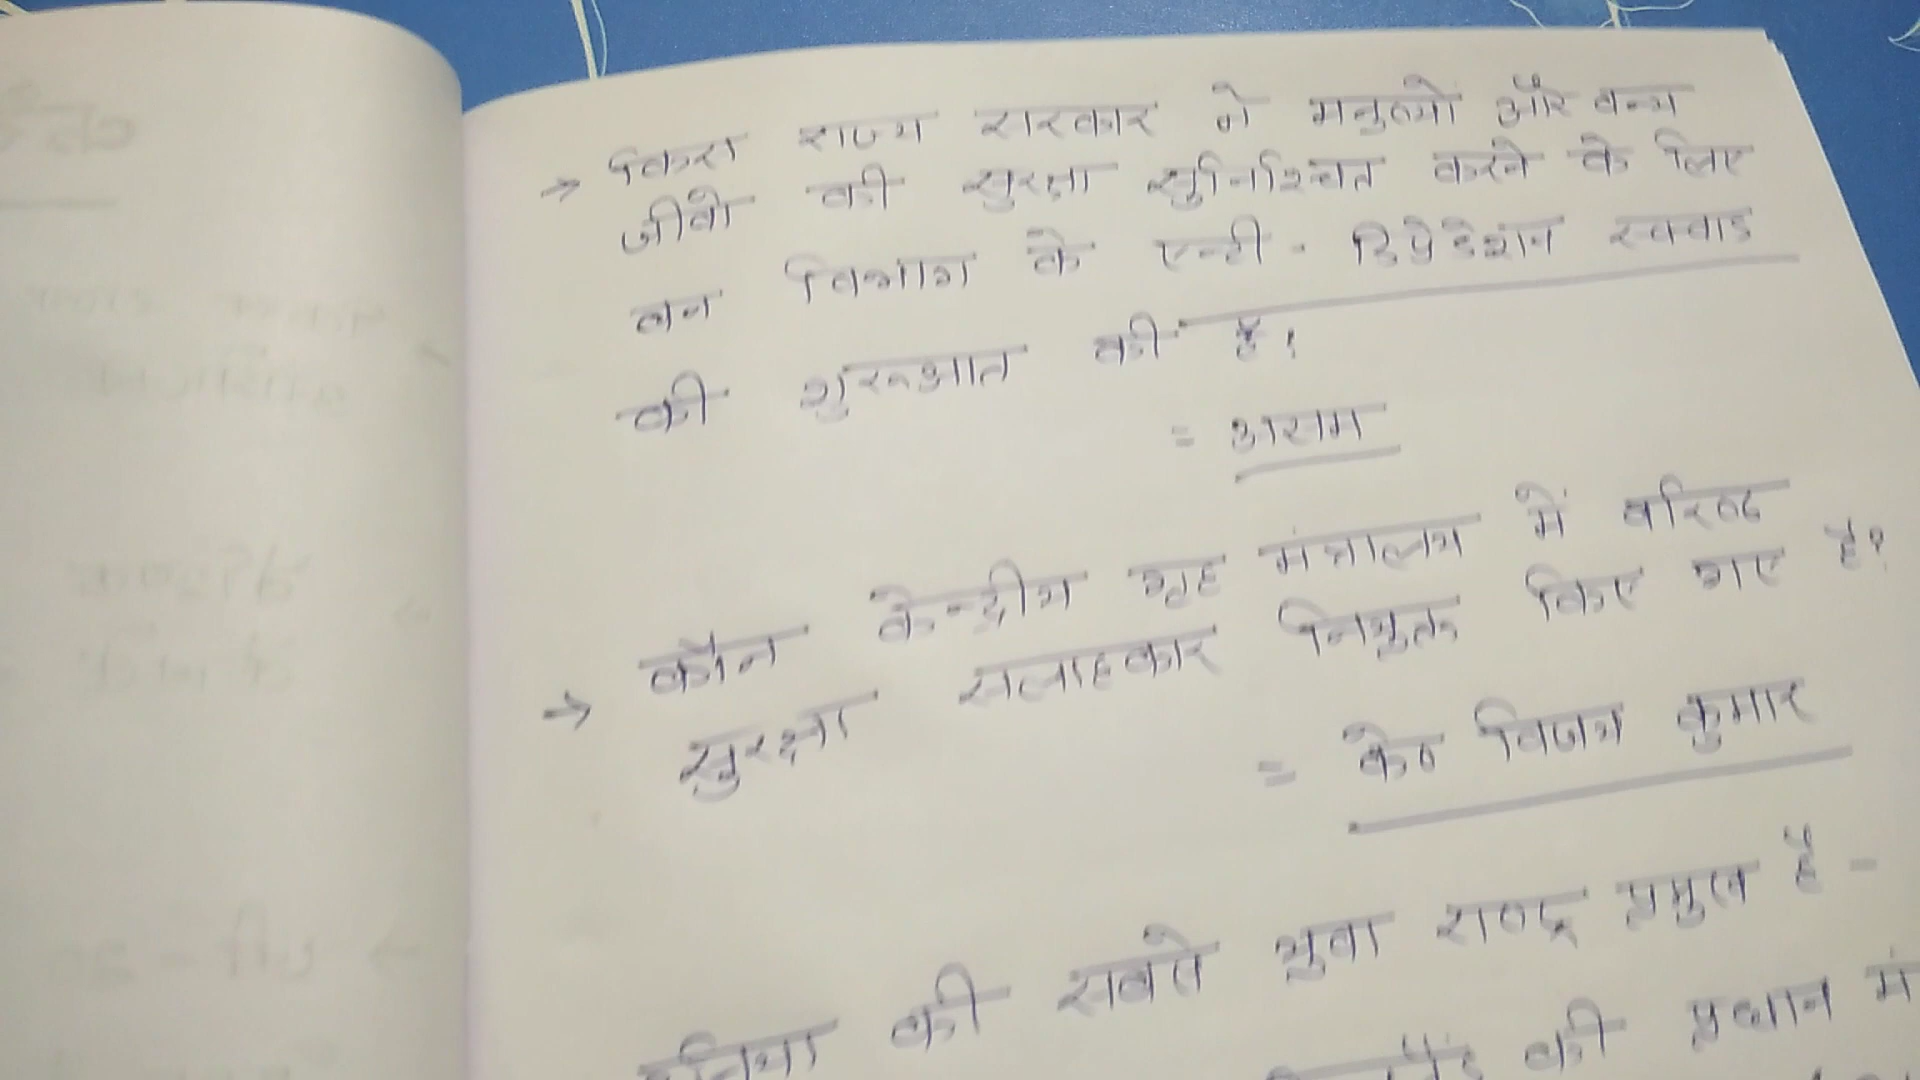 → किस राज्य सरकार ने मनुष्यो और वन्य
जीवो की सुरक्षा सुनिश्चित करने के लिए
वन विभाग के एन्टी - डिप्रेडेशन स्क्वाड
की शुरूआत की है।
= असम
→ कौन केन्द्रीय गृह मंत्रालय में वरिष्ठ
सुरक्षा सलाहकार नियुक्त किए गए है?
= के० विजय कुमार
की सबसे युवा राष्ट्र प्रमुख है -
की प्रधान मं